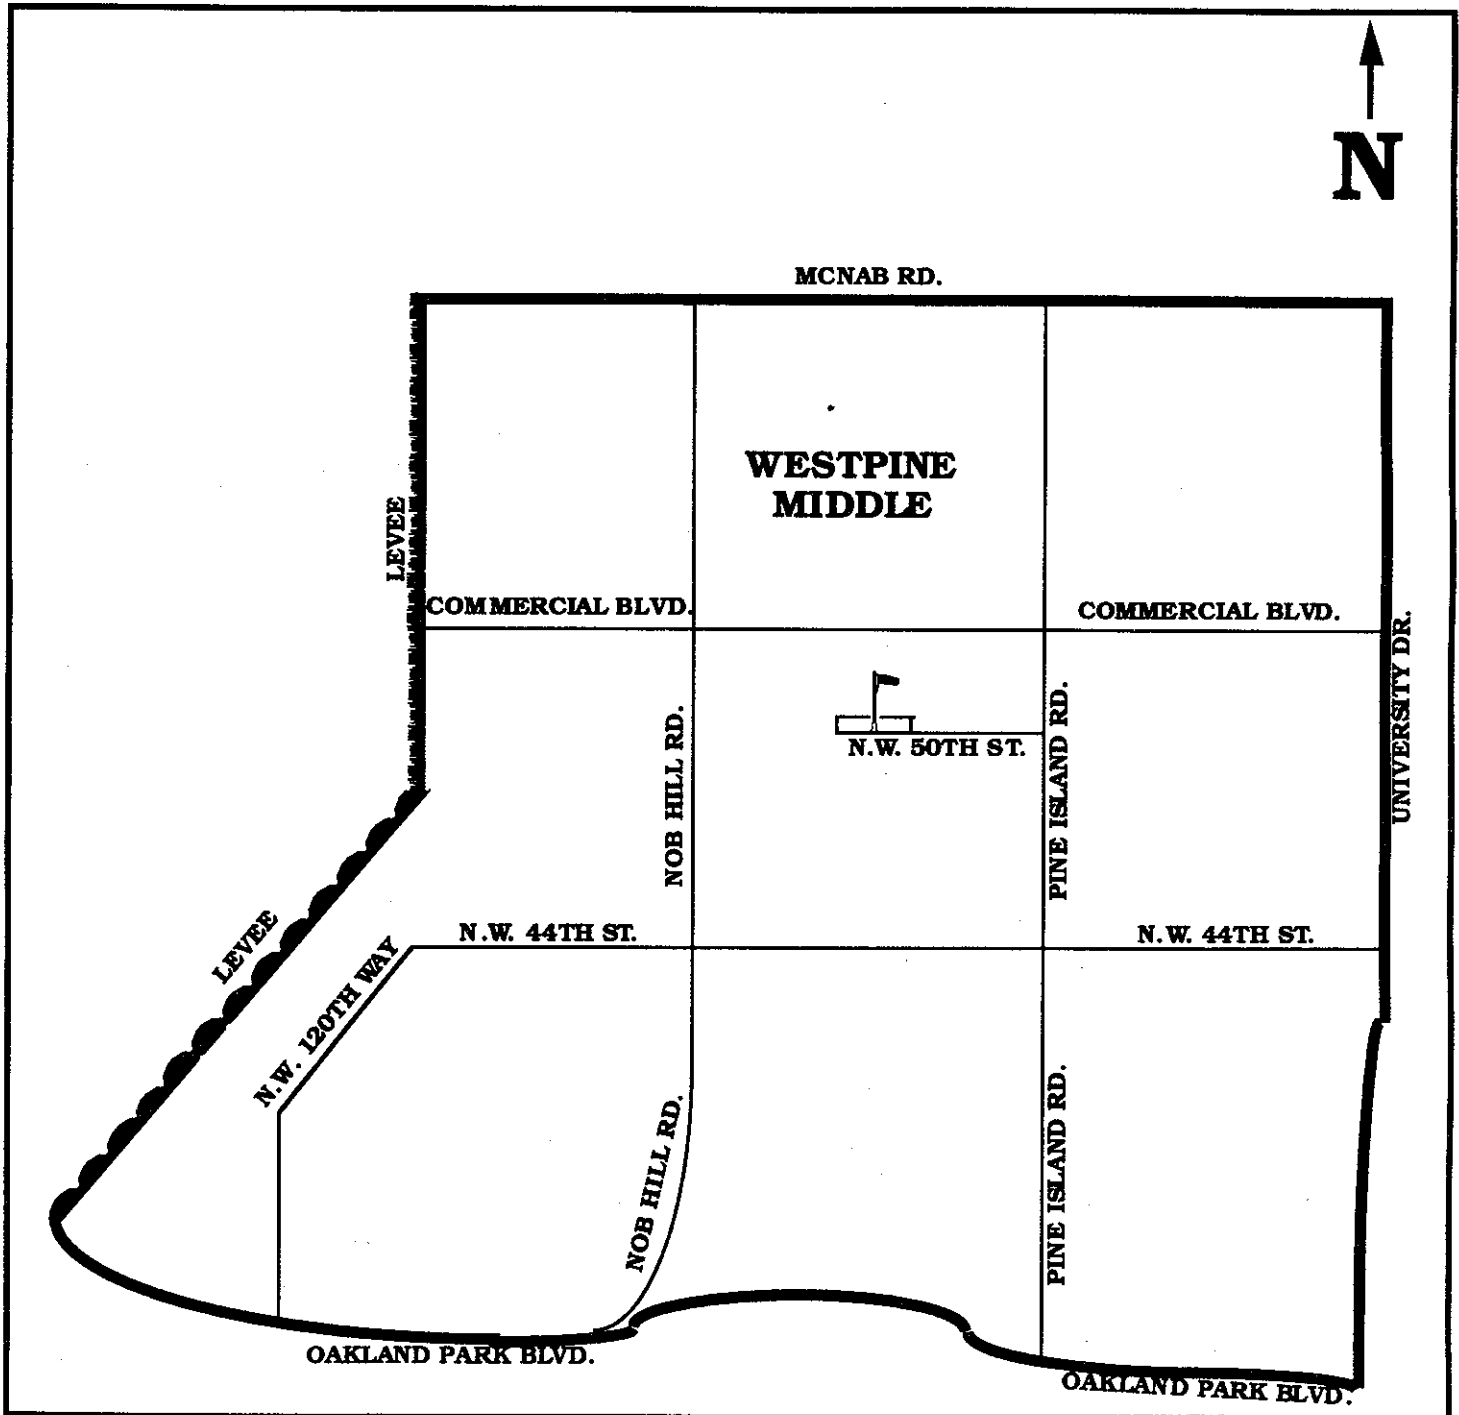 N
MCNAB RD.
WESTPINE
MIDDLE
LEVEE
COMMERCIAL BLVD.
COMMERCIAL BLVD.
UNIVERSITY DR.
NOB HILL RD.
N.W. 50TH ST.
PINE ISLAND RD.
LEVEE
N.W. 44TH ST.
N.W. 44TH ST.
N.W. 120TH WAY
NOB HILL RD.
PINE ISLAND RD.
OAKLAND PARK BLVD.
OAKLAND PARK BLVD.